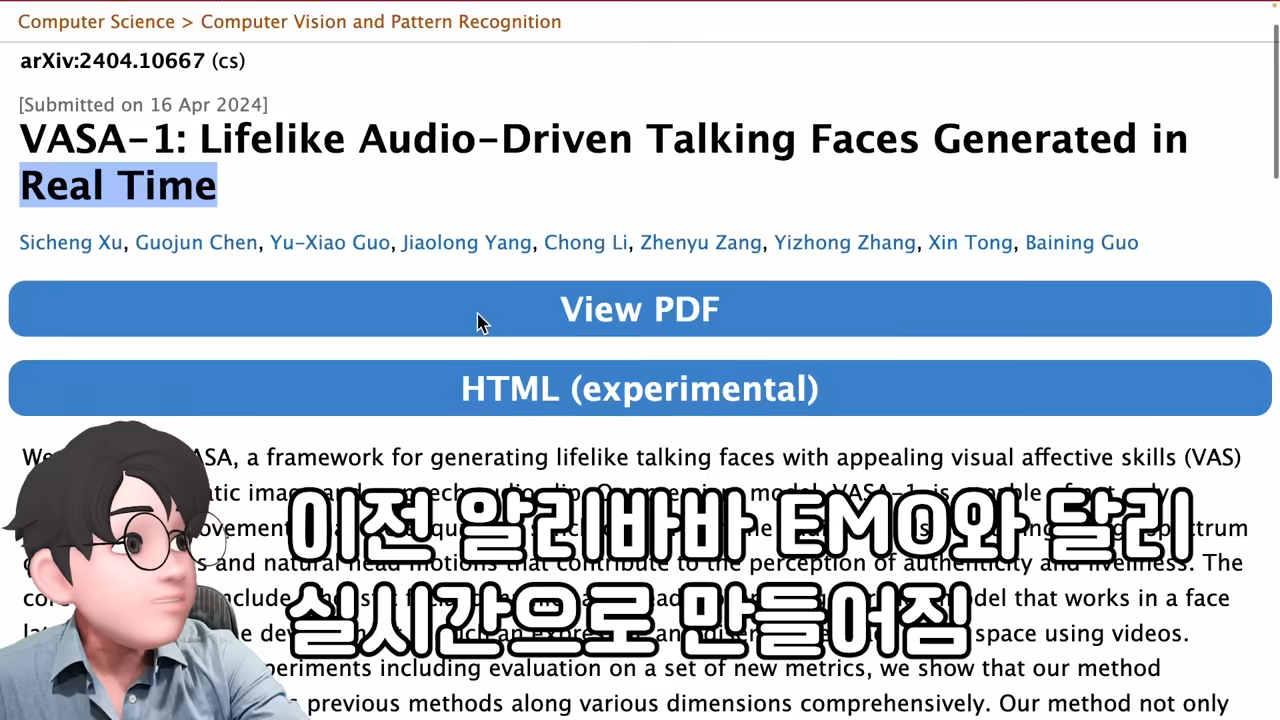 Computer Science > Computer Vision and Pattern Recognition
arXiv:2404.10667 (cs)
[Submitted on 16 Apr 2024]
VASA-1: Lifelike Audio-Driven Talking Faces Generated in
Real Time
Sicheng Xu, Guojun Chen, Yu-Xiao Guo, Jiaolong Yang, Chong Li, Zhenyu Zang, Yizhong Zhang, Xin Tong, Baining Guo
View PDF
HTML (experimental)
We ASA, a framework for generating lifelike talking faces with appealing visual affective skills (VAS)
이전 알리바바 EMO와 달리
s and natural head motions that contribute to the perception of authenticity and liveliness. The
실시간으로 만들어짐
that works in a face
space using videos.
periments including evaluation on a set of new metrics, we show that our method
previous methods along various dimensions comprehensively. Our method not only